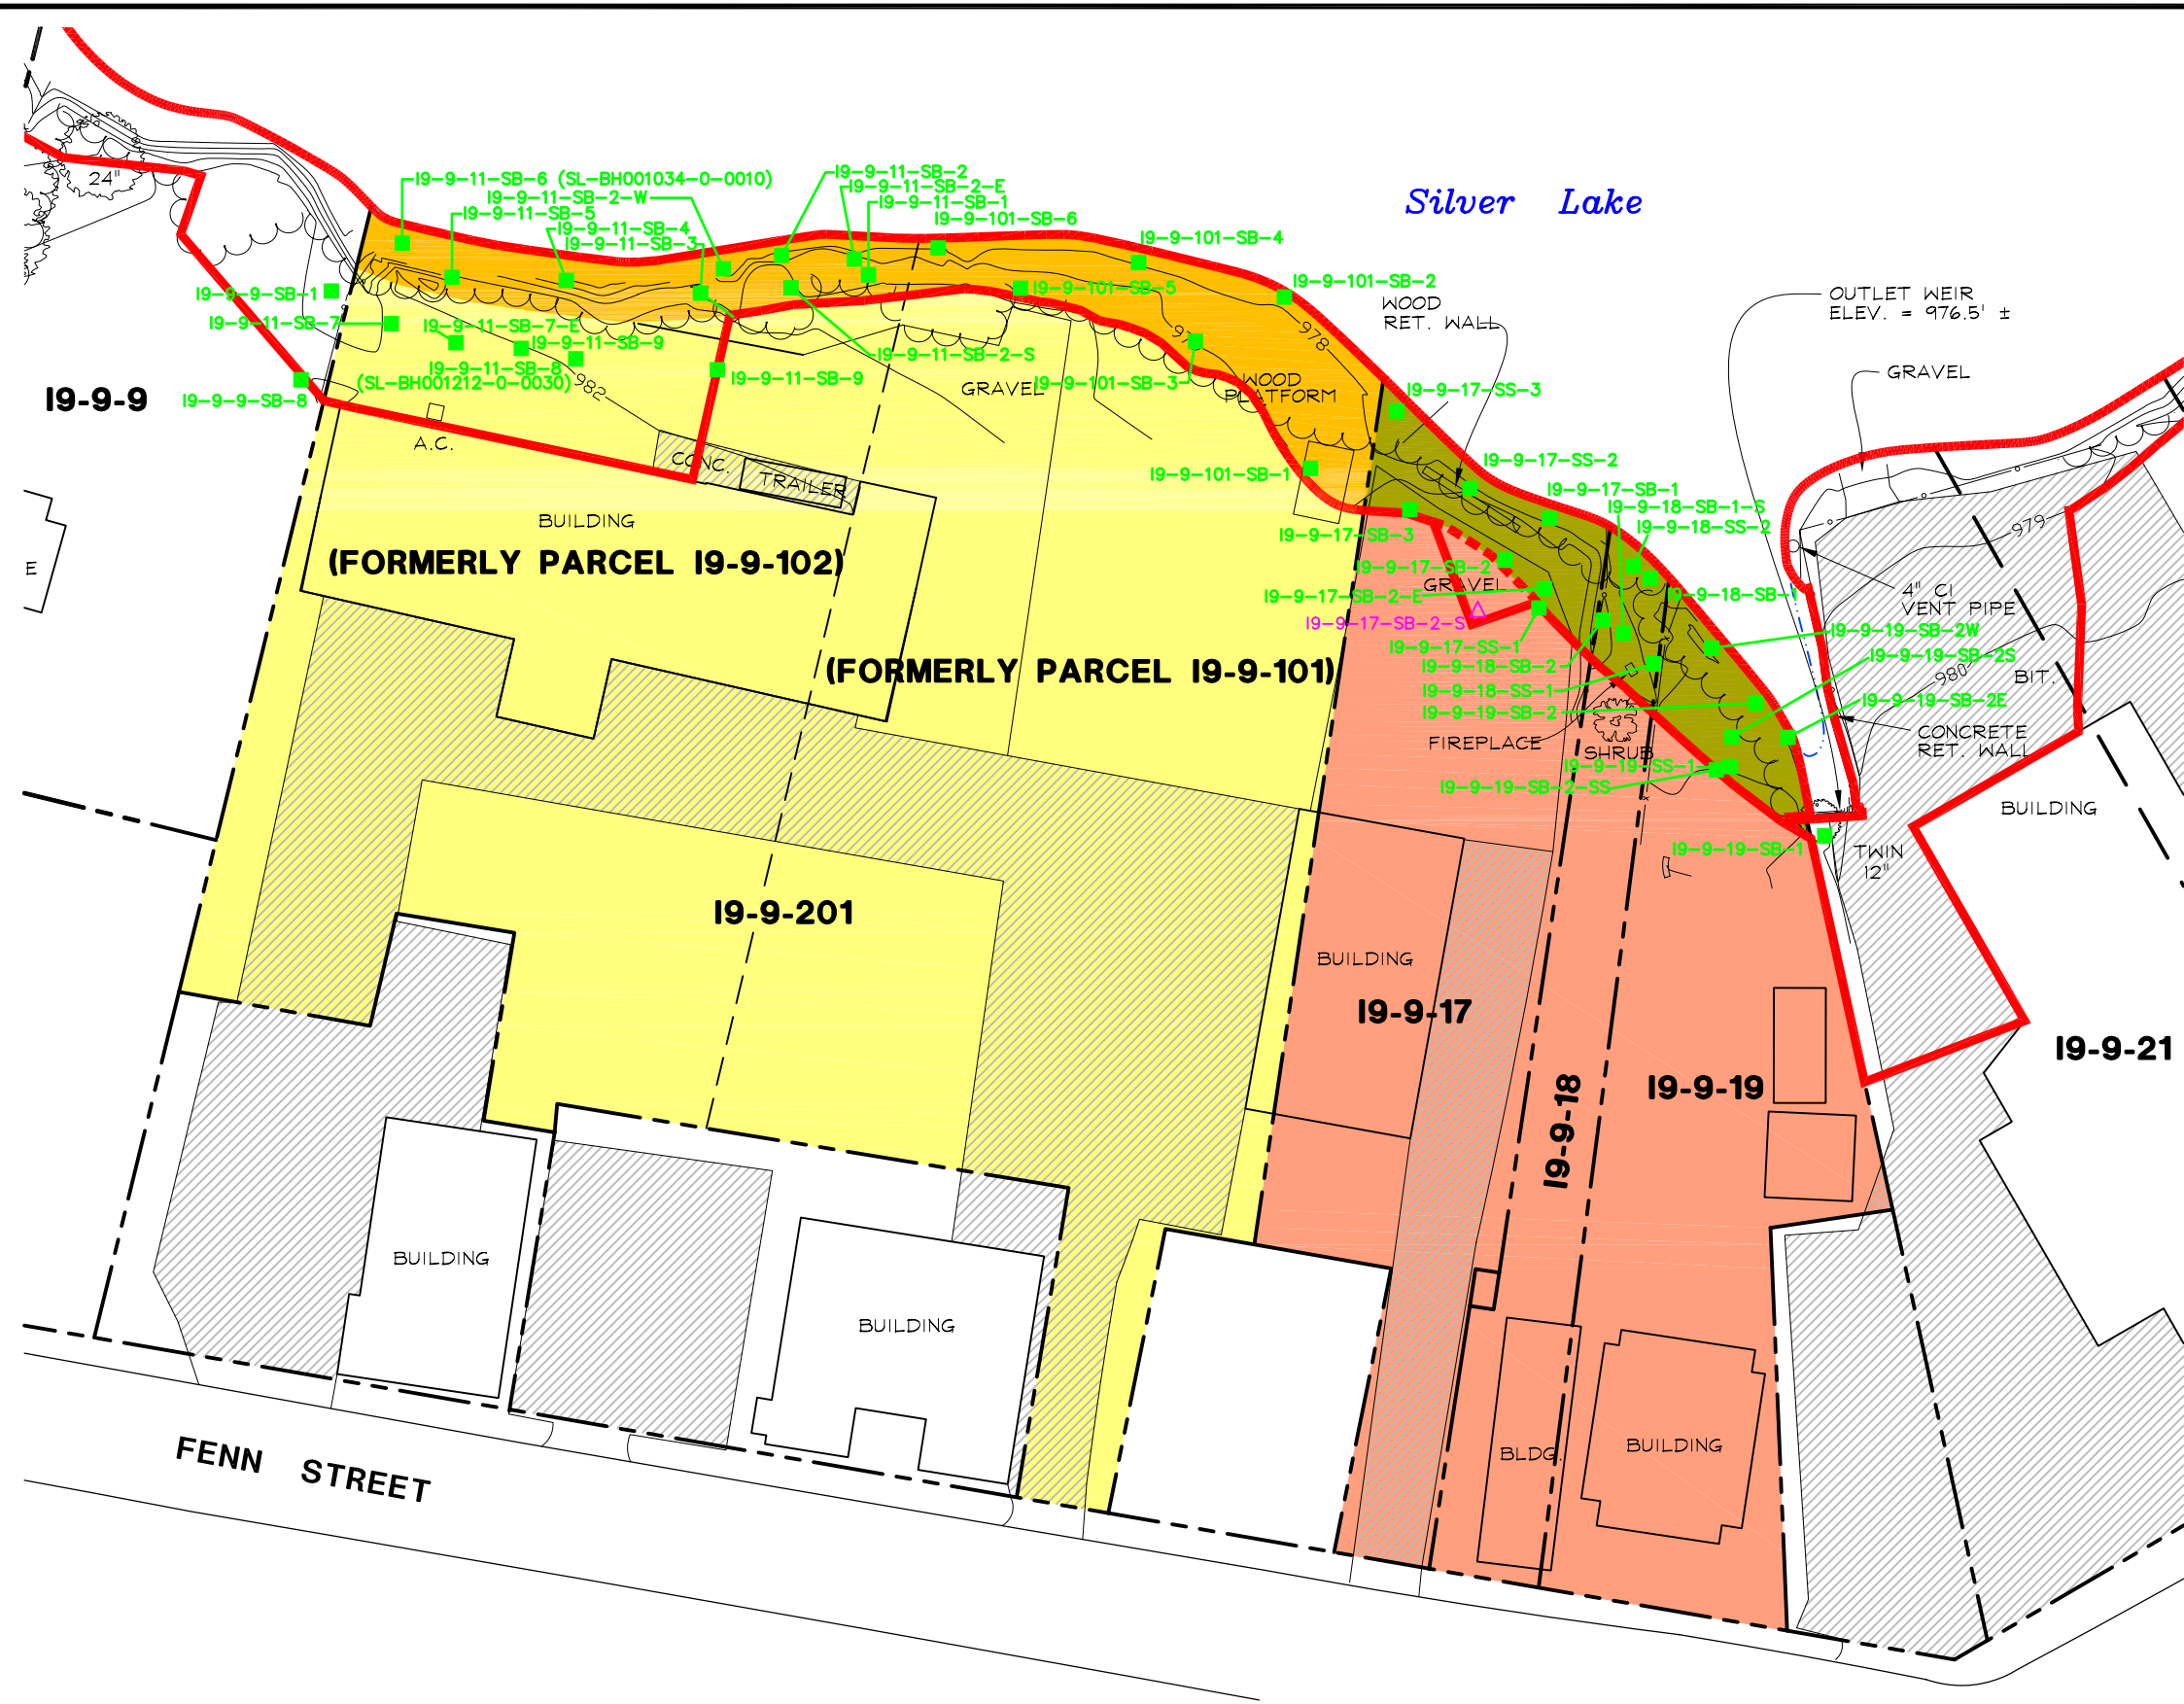 Silver Lake
24"
I9-9-11-SB-6 (SL-BH001034-0-0010)
I9-9-11-SB-2-W
I9-9-11-SB-5
I9-9-11-SB-4
I9-9-11-SB-3
I9-9-11-SB-2
I9-9-11-SB-2-E
I9-9-11-SB-1
I9-9-101-SB-6
I9-9-101-SB-4
I9-9-101-SB-2
WOOD
RET. WALL
OUTLET WEIR
ELEV. = 976.5' ±
GRAVEL
I9-9-9-SB-1
I9-9-11-SB-7
I9-9-11-SB-7-E
I9-9-11-SB-9
I9-9-11-SB-8
(SL-BH001212-0-0030)
I9-9-9-SB-8
I9-9-9
982
A.C.
I9-9-11-SB-2-S
I9-9-11-SB-9
I9-9-101-SB-5
I9-9-101-SB-3
GRAVEL
978
WOOD
PLATFORM
I9-9-101-SB-1
I9-9-17-SS-3
I9-9-17-SS-2
I9-9-17-SB-1
I9-9-18-SB-1-S
I9-9-18-SS-2
I9-9-17-SB-3
I9-9-17-SB-2
GRAVEL
I9-9-17-SB-2-E
I9-9-17-SB-2-S
I9-9-17-SS-1
I9-9-18-SB-2
I9-9-18-SS-1
I9-9-19-SB-2
I9-9-18-SB-1
I9-9-19-SB-2W
I9-9-19-SB-2S
I9-9-19-SB-2E
FIREPLACE
SHRUB
I9-9-19-SS-1
I9-9-19-SB-2-SS
I9-9-19-SB-1
979
4" CI
VENT PIPE
980
BIT.
CONCRETE
RET. WALL
TWIN
12"
BUILDING
CONC.
TRAILER
BUILDING
(FORMERLY PARCEL I9-9-102)
(FORMERLY PARCEL I9-9-101)
E
I9-9-201
BUILDING
I9-9-17
I9-9-18
I9-9-19
I9-9-21
BUILDING
BUILDING
BLDG.
BUILDING
FENN STREET